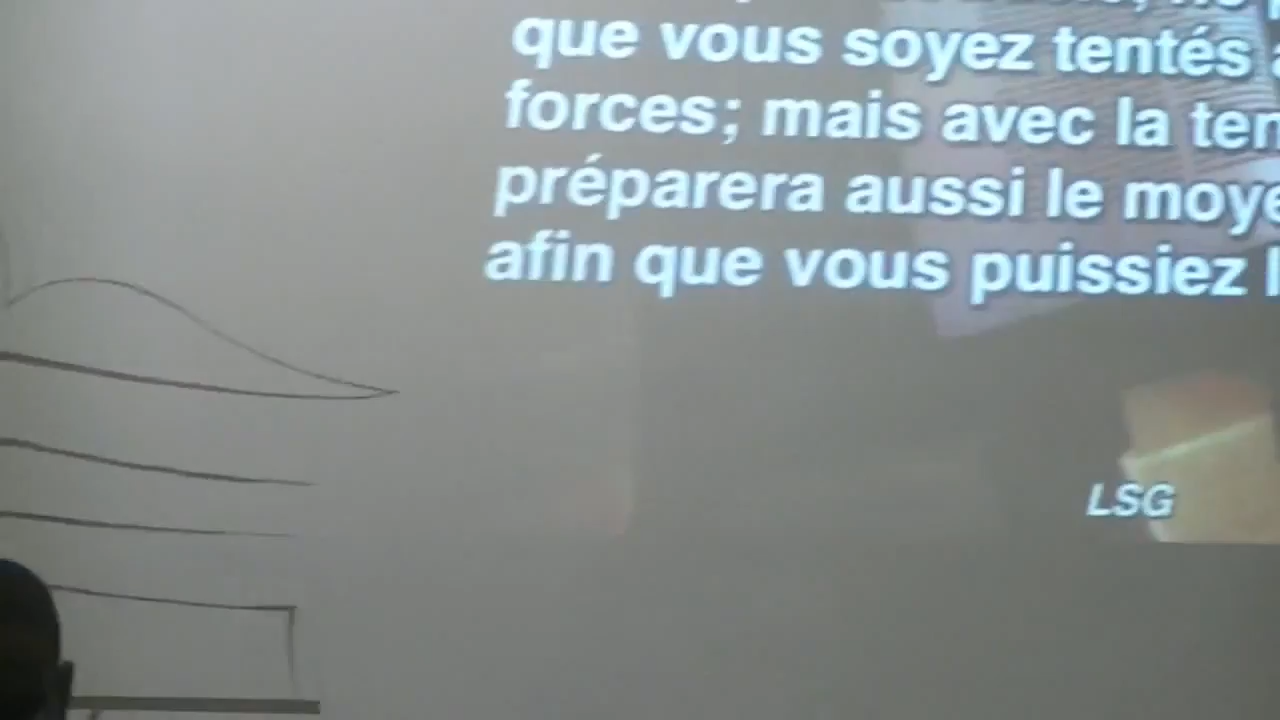 que vous soyez tentés
forces; mais avec la
préparera aussi le
afin que vous puissiez
LSG